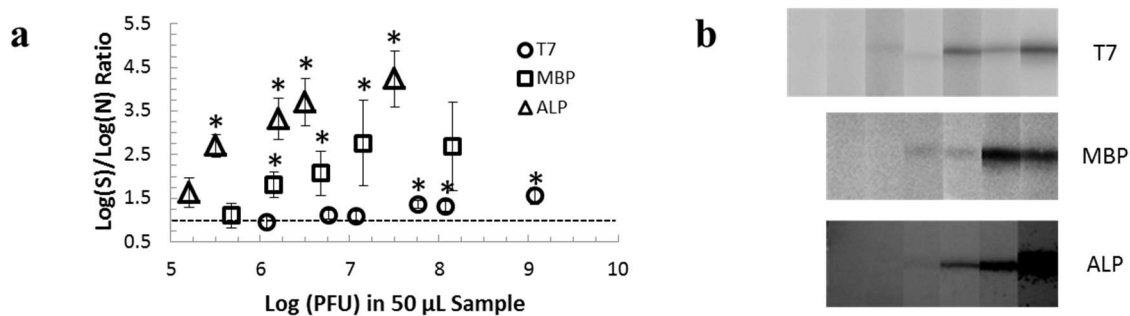 a
Log(S)/Log(N) Ratio
5.5
4.5
3.5
2.5
1.5
0.5
5 6 7 8 9 10
Log (PFU) in 50 µL Sample
T7
MBP
ALP
* * * * * * * * * *
b
T7
MBP
ALP